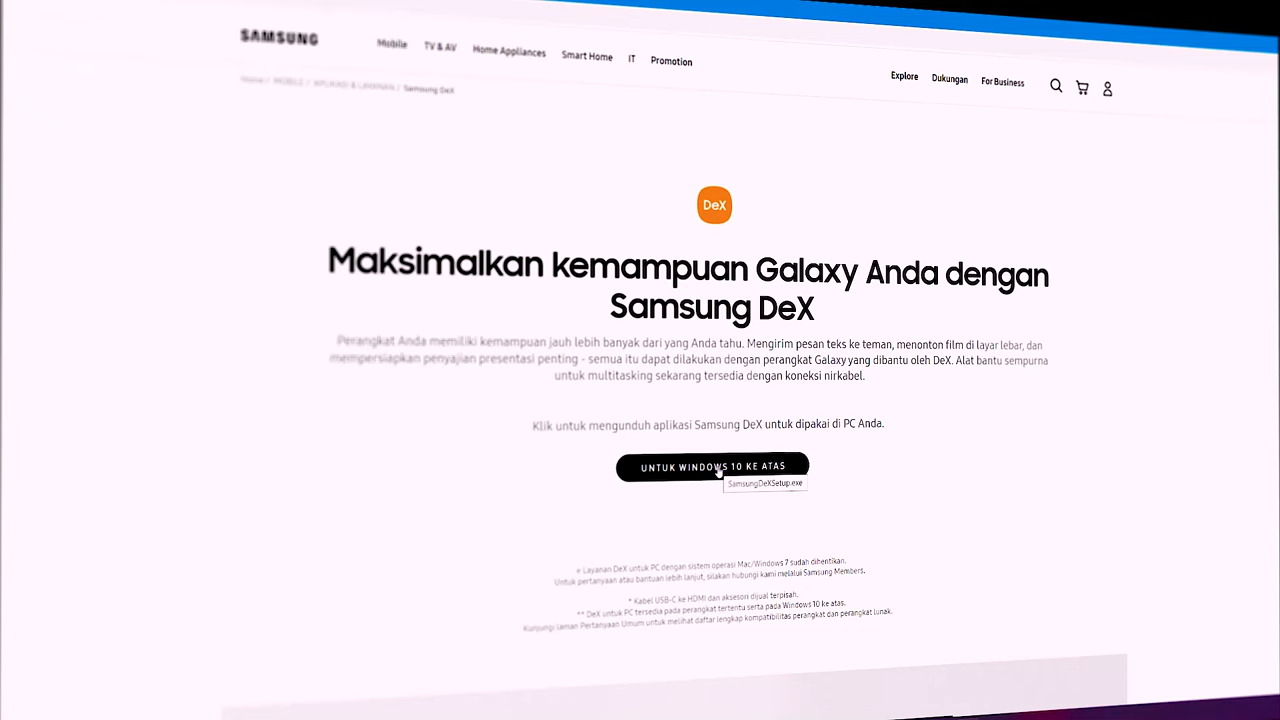 SAMSUNG
Mobile TV & AV Home Appliances Smart Home IT Promotion
Explore Dukungan For Business
Home / MOBILE / APLIKASI & LAYANAN / Samsung DeX
DeX
Maksimalkan kemampuan Galaxy Anda dengan
Samsung DeX
Perangkat Anda memiliki kemampuan jauh lebih banyak dari yang Anda tahu. Mengirim pesan teks ke teman, menonton film di layar lebar, dan
mempersiapkan penyajian presentasi penting - semua itu dapat dilakukan dengan perangkat Galaxy yang dibantu oleh DeX. Alat bantu sempurna
untuk multitasking sekarang tersedia dengan koneksi nirkabel.
Klik untuk mengunduh aplikasi Samsung DeX untuk dipakai di PC Anda.
UNTUK WINDOWS 10 KE ATAS
SamsungDeXSetup.exe
※ Layanan DeX untuk PC dengan sistem operasi Mac/Windows 7 sudah dihentikan.
Untuk pertanyaan atau bantuan lebih lanjut, silakan hubungi kami melalui Samsung Members.
* Kabel USB-C ke HDMI dan aksesori dijual terpisah.
** DeX untuk PC tersedia pada perangkat tertentu serta pada Windows 10 ke atas.
Kunjungi laman Pertanyaan Umum untuk melihat daftar lengkap kompatibilitas perangkat dan perangkat lunak.